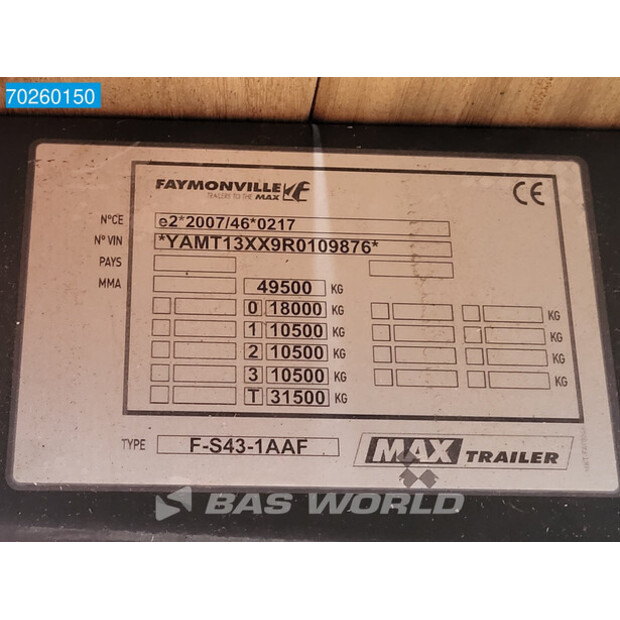 70260150
FAYMONVILLE
TRAILERS TO THE MAX
CE
N°CE e2*2007/46*0217
N° VIN *YAMT13XX9R0109876*
PAYS
MMA 49500 KG
0 18000 KG KG
1 10500 KG KG
2 10500 KG KG
3 10500 KG KG
T 31500 KG
TYPE F-S43-1AAF
MAX TRAILER
BAS WORLD